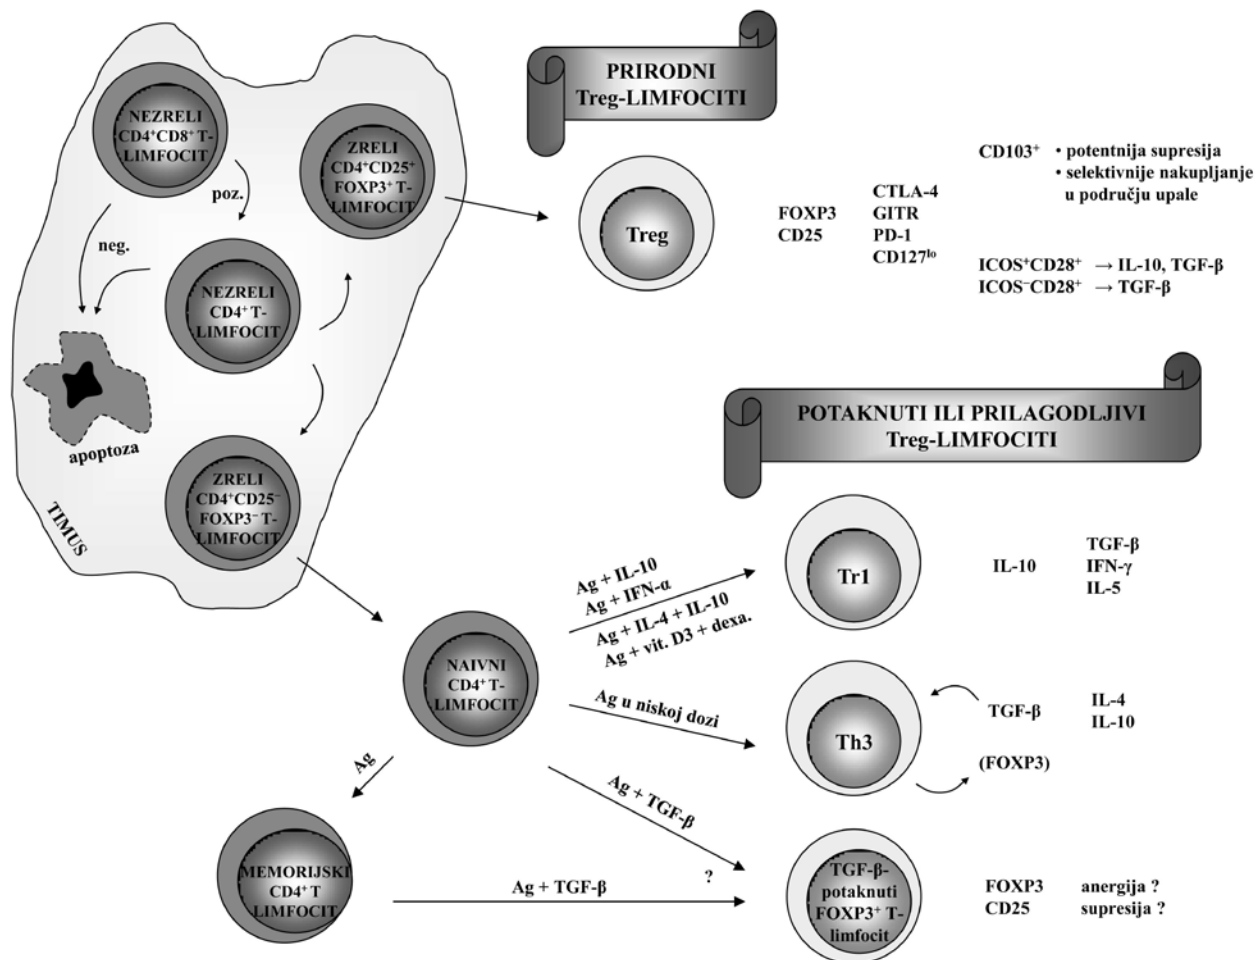 PRIRODNI
Treg-LIMFOCITI
NEZRELI
CD4⁺CD8⁺ T-
LIMFOCIT
poz.
neg.
ZRELI
CD4⁺CD25⁺
FOXP3⁺ T-
LIMFOCIT
NEZRELI
CD4⁺ T-
LIMFOCIT
apoptoza
ZRELI
CD4⁺CD25⁻
FOXP3⁻ T-
LIMFOCIT
TIMUS
Treg
FOXP3
CD25
CTLA-4
GITR
PD-1
CD127ˡᵒ
CD103⁺ • potentnija supresija
• selektivnije nakupljanje
u području upale
ICOS⁺CD28⁺ → IL-10, TGF-β
ICOS⁻CD28⁺ → TGF-β
POTAKNUTI ILI PRILAGODLJIVI
Treg-LIMFOCITI
NAIVNI
CD4⁺ T-
LIMFOCIT
Ag + IL-10
Ag + IFN-α
Ag + IL-4 + IL-10
Ag + vit. D3 + dexa.
Tr1
IL-10
TGF-β
IFN-γ
IL-5
Ag u niskoj dozi
Th3
TGF-β
(FOXP3)
IL-4
IL-10
Ag
Ag + TGF-β
MEMORIJSKI
CD4⁺ T
LIMFOCIT
Ag + TGF-β
?
TGF-β-
potaknuti
FOXP3⁺ T-
limfocit
FOXP3
CD25
anergija ?
supresija ?